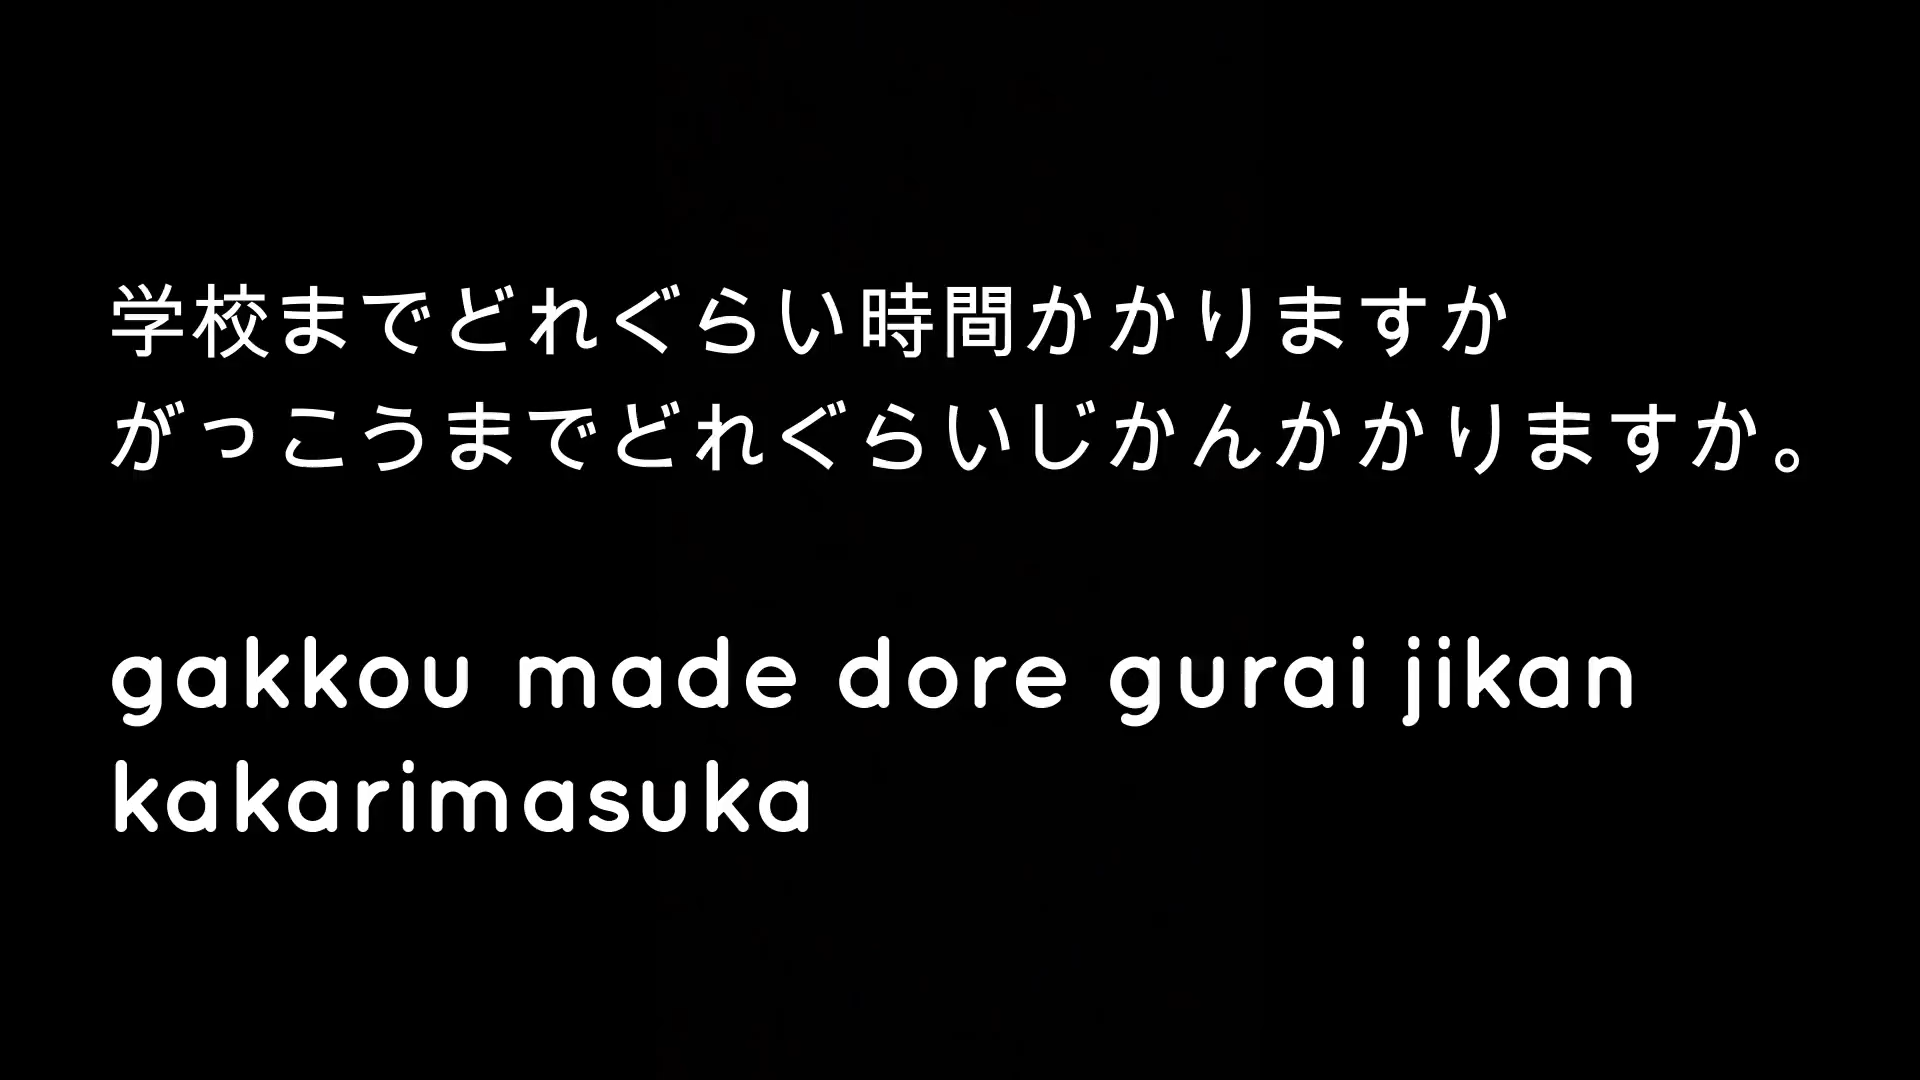 学校までどれぐらい時間かかりますか
がっこうまでどれぐらいじかんかかりますか。
gakkou made dore gurai jikan
kakarimasuka